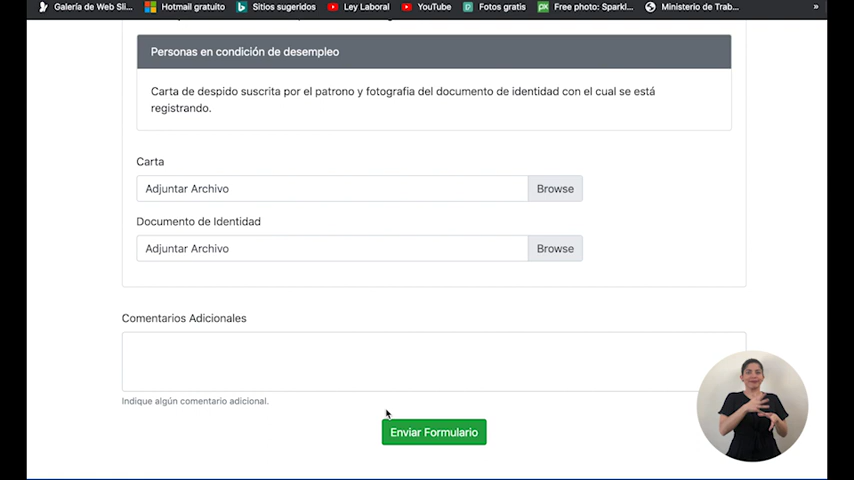 Galería de Web Sli...
Hotmail gratuito
Sitios sugeridos
Ley Laboral
YouTube
Fotos gratis
Free photo: Sparkl...
Ministerio de Trab...
»
Personas en condición de desempleo
Carta de despido suscrita por el patrono y fotografia del documento de identidad con el cual se está
registrando.
Carta
Adjuntar Archivo
Browse
Documento de Identidad
Adjuntar Archivo
Browse
Comentarios Adicionales
Indique algún comentario adicional.
Enviar Formulario